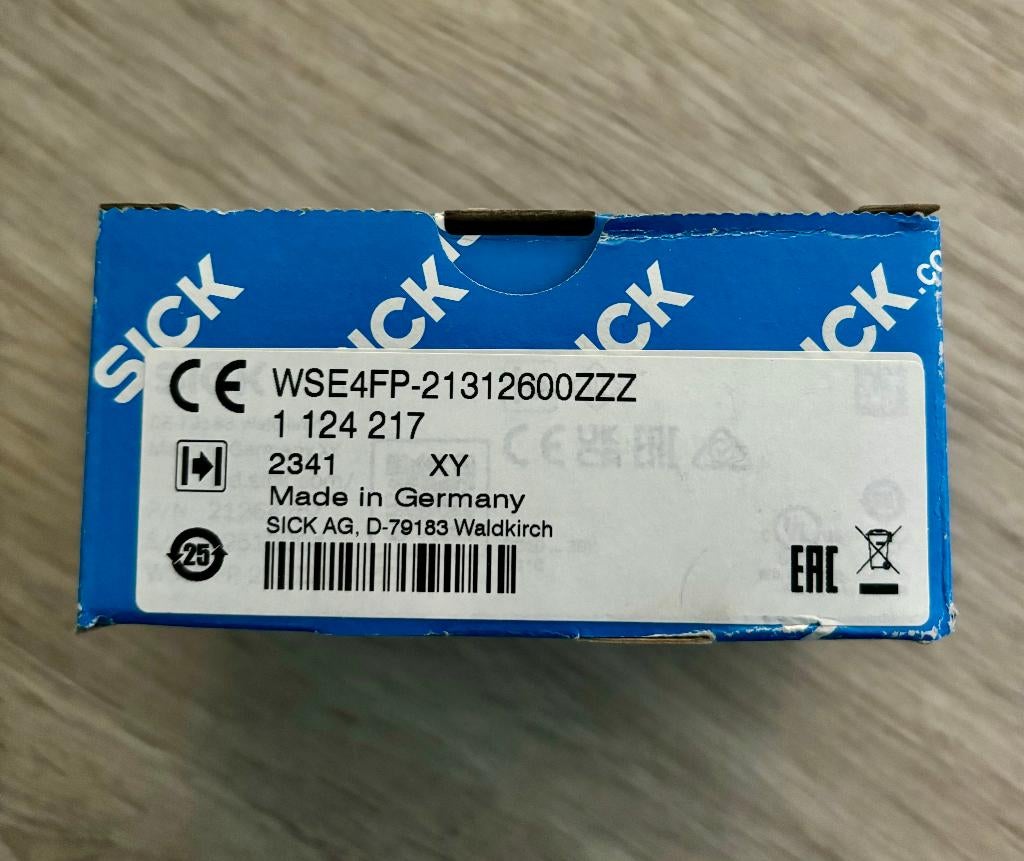 SICK
SICK
SICK
SICK.co
CE WSE4FP-21312600ZZZ
1 124 217
2341 XY
Made in Germany
SICK AG, D-79183 Waldkirch
25
EAC